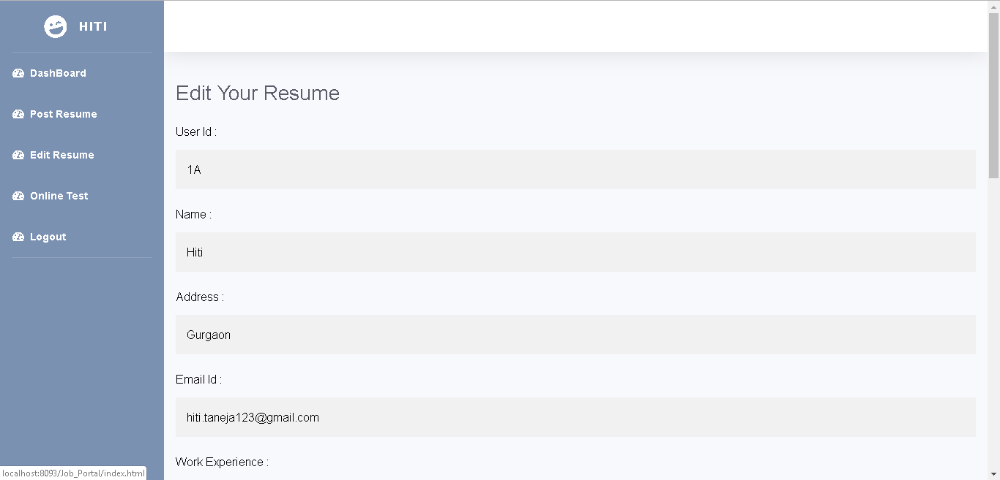 HITI
DashBoard
Post Resume
Edit Resume
Online Test
Logout
Edit Your Resume
User Id :
1A
Name :
Hiti
Address :
Gurgaon
Email Id :
hiti.taneja123@gmail.com
Work Experience :
localhost:8093/Job_Portal/index.html